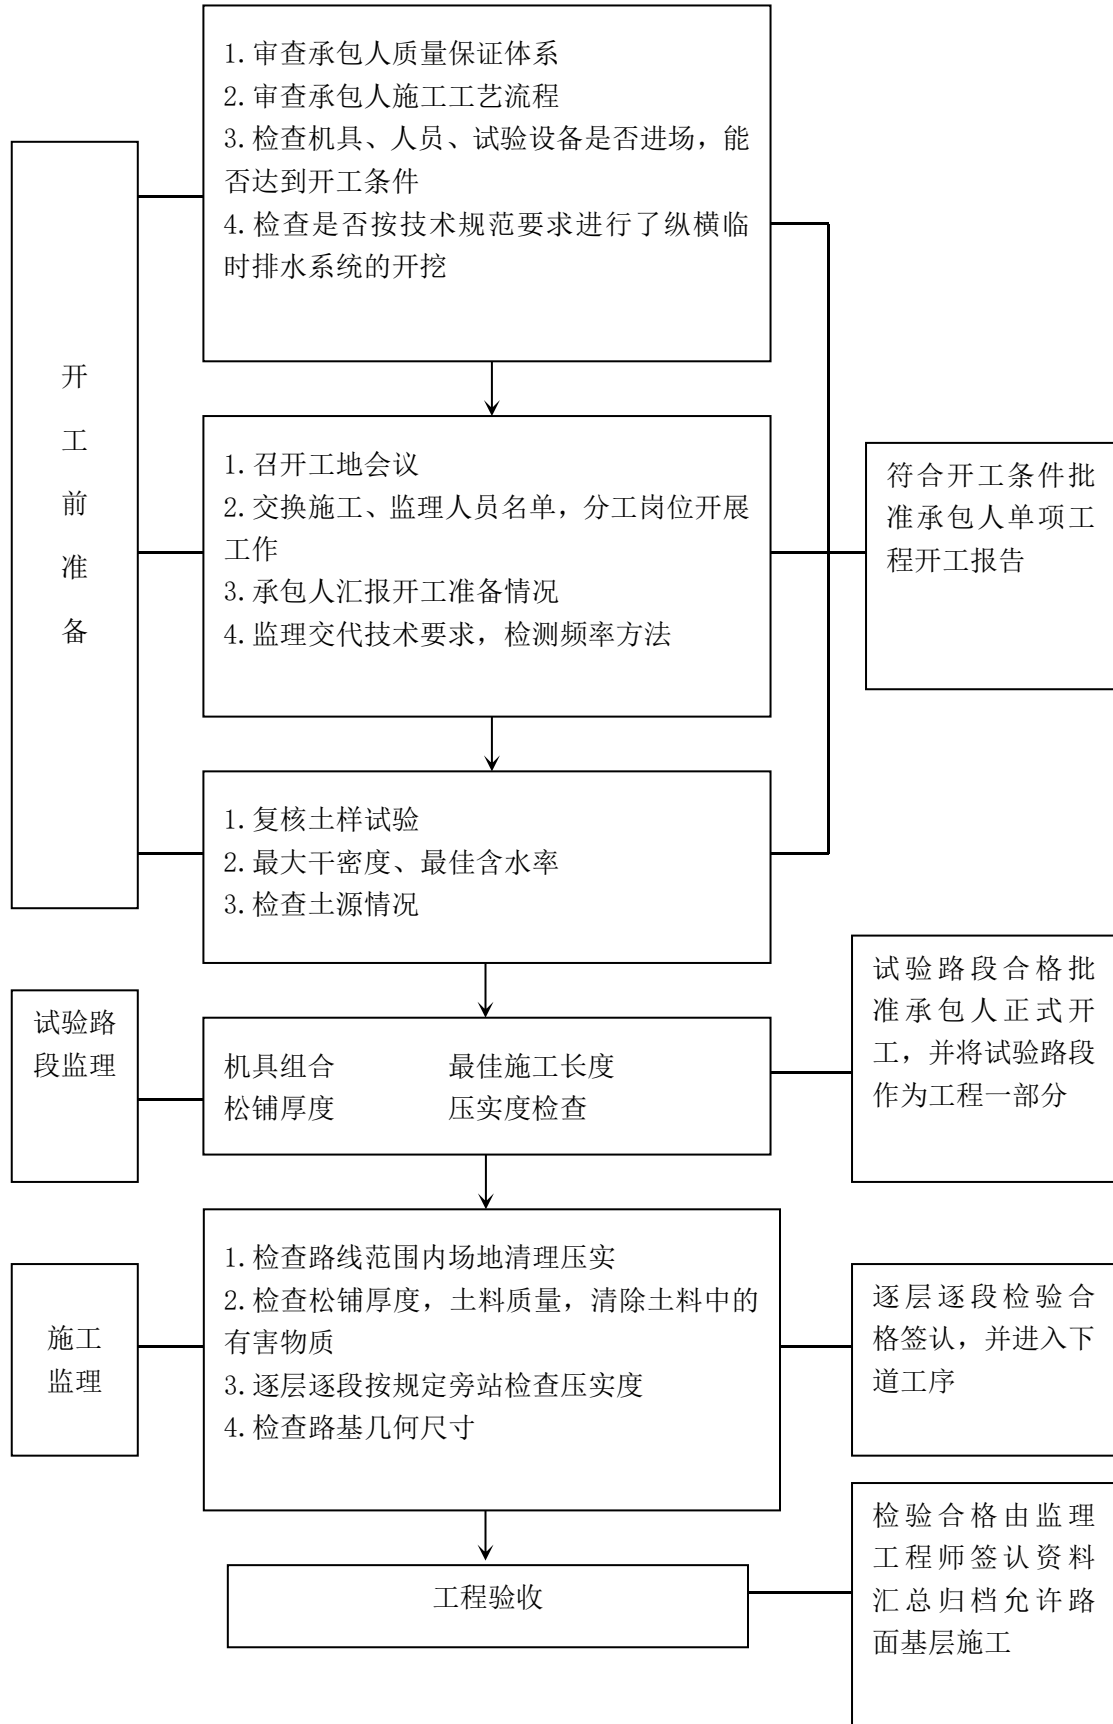 1.审查承包人质量保证体系
2.审查承包人施工工艺流程
3.检查机具、人员、试验设备是否进场，能
否达到开工条件
4.检查是否按技术规范要求进行了纵横临
时排水系统的开挖
开
工
前
准
备
1.召开工地会议
2.交换施工、监理人员名单，分工岗位开展
工作
3.承包人汇报开工准备情况
4.监理交代技术要求，检测频率方法
符合开工条件批
准承包人单项工
程开工报告
1.复核土样试验
2.最大干密度、最佳含水率
3.检查土源情况
试验路
段监理
机具组合 最佳施工长度
松铺厚度 压实度检查
试验路段合格批
准承包人正式开
工，并将试验路段
作为工程一部分
施工
监理
1.检查路线范围内场地清理压实
2.检查松铺厚度，土料质量，清除土料中的
有害物质
3.逐层逐段按规定旁站检查压实度
4.检查路基几何尺寸
逐层逐段检验合
格签认，并进入下
道工序
工程验收
检验合格由监理
工程师签认资料
汇总归档允许路
面基层施工